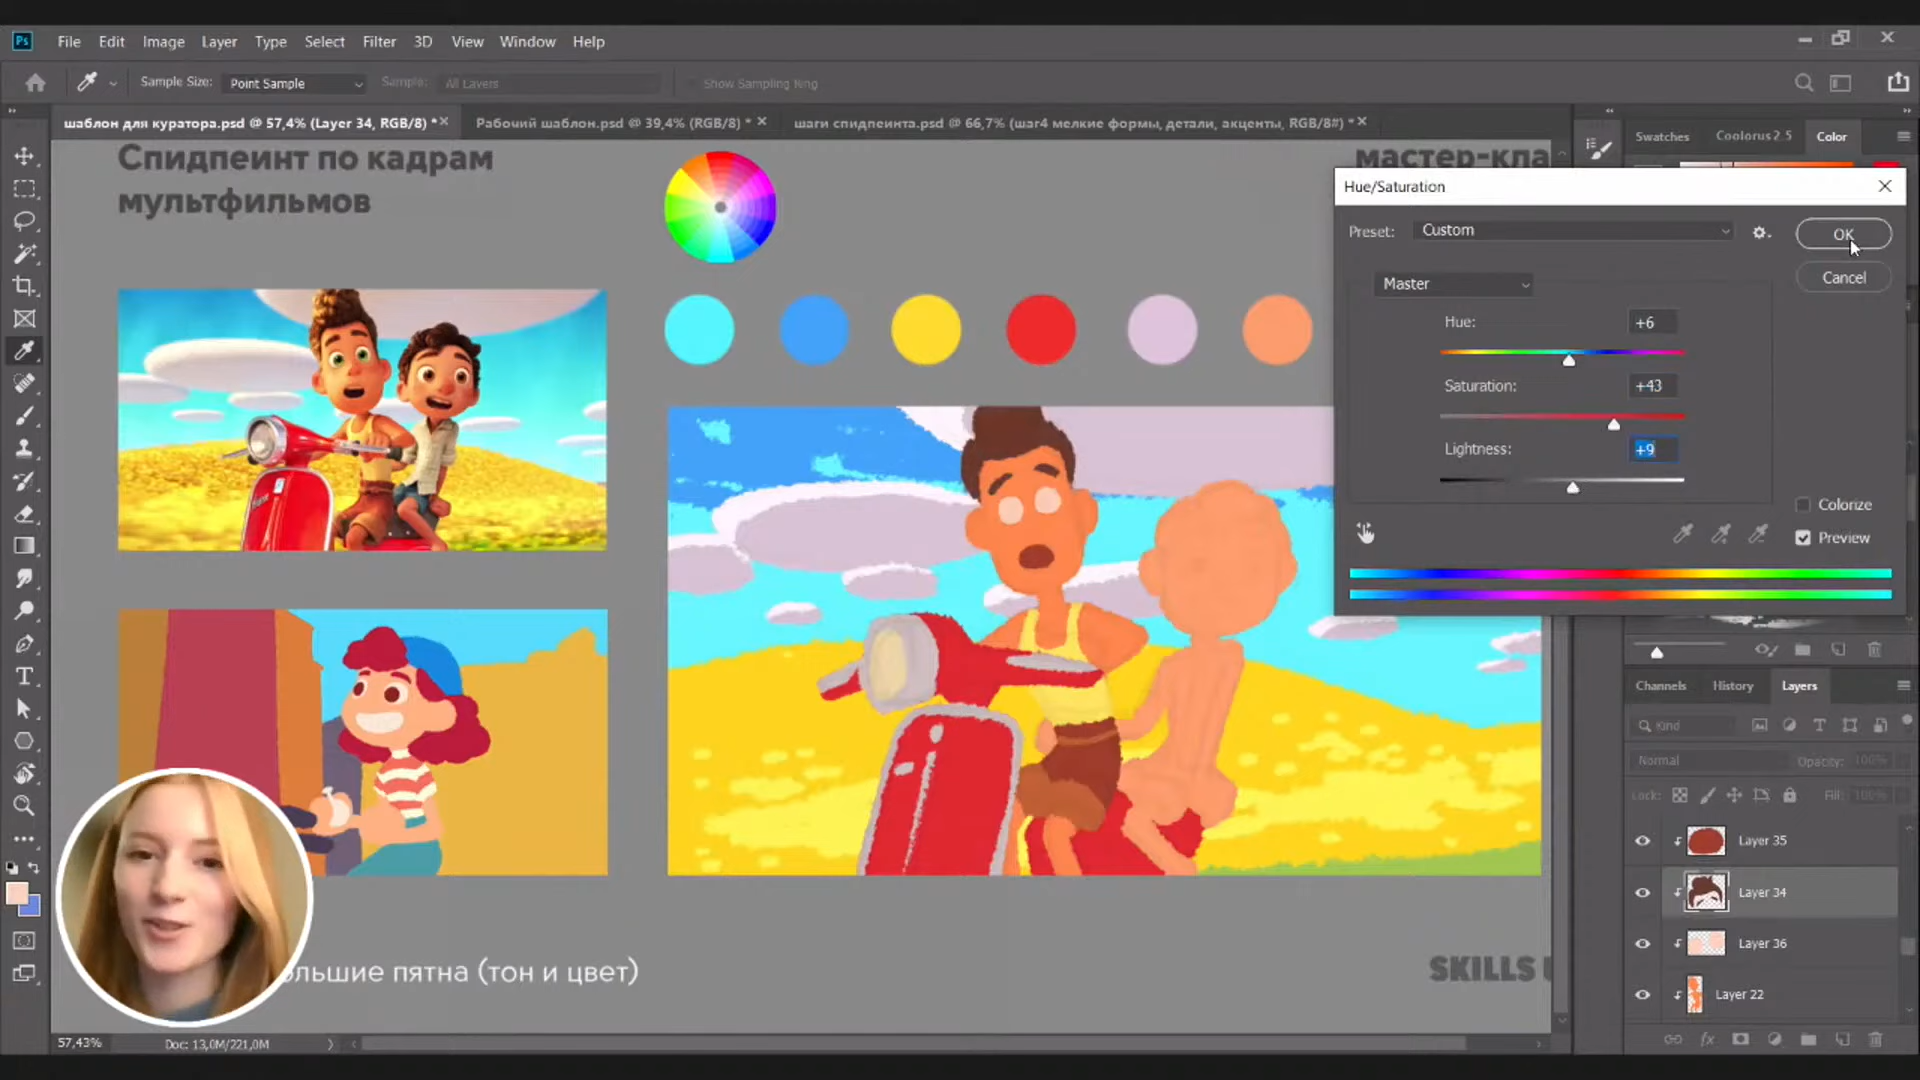 Ps File Edit Image Layer Type Select Filter 3D View Window Help
Sample Size: Point Sample Sample: All Layers Show Sampling Ring
шаблон для куратора.psd @ 57,4% (Layer 34, RGB/8) *
Рабочий шаблон.psd @ 39,4% (RGB/8) *
шаги спидпеинта.psd @ 66,7% (шаг4 мелкие формы, детали, акценты, RGB/8#) *
Swatches Coolorus 2.5 Color
Спидпеинт по кадрам
мультфильмов
мастер-кла
Hue/Saturation
Preset: Custom
OK
Cancel
Master
Hue: +6
Saturation: +43
Lightness: +9
Colorize
Preview
Channels History Layers
Kind
Normal Opacity: 100%
Lock: Fill: 100%
Layer 35
Layer 34
Layer 36
Layer 22
ольшие пятна (тон и цвет)
SKILLS
57,43% Doc: 13,0M/221,0M